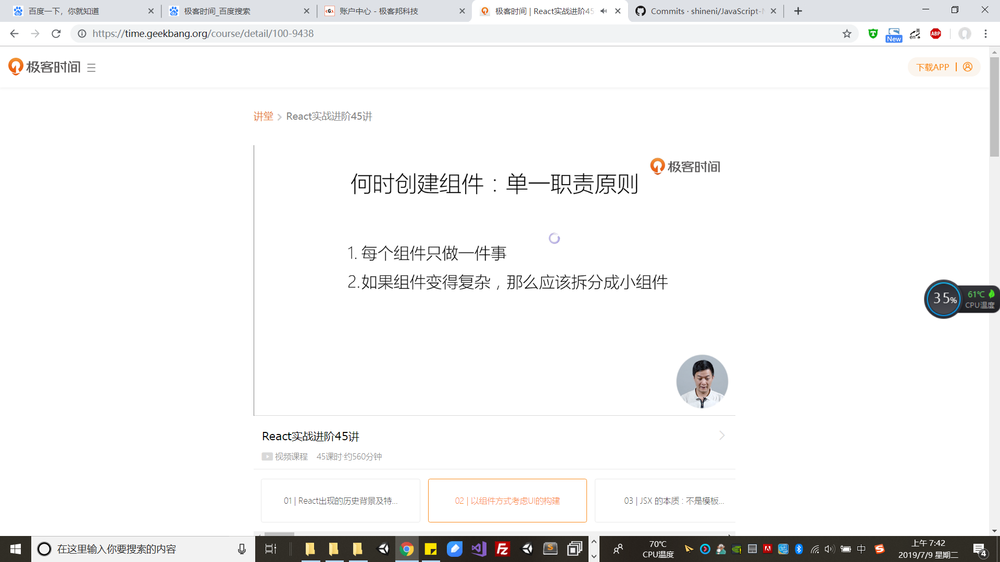 百度一下，你就知道
极客时间_百度搜索
<G> 账户中心 - 极客邦科技
极客时间 | React实战进阶45
Commits · shineni/JavaScript-
https://time.geekbang.org/course/detail/100-9438
New
英
en
ABP
极客时间
下载APP
讲堂 > React实战进阶45讲
极客时间
何时创建组件：单一职责原则
1. 每个组件只做一件事
2.如果组件变得复杂，那么应该拆分成小组件
35%
61℃
CPU温度
React实战进阶45讲
视频课程 45课时·约560分钟
01 | React出现的历史背景及特...
02 | 以组件方式考虑UI的构建
03 | JSX 的本质 : 不是模板...
在这里输入你要搜索的内容
70℃
CPU温度
中
上午 7:42
2019/7/9 星期二
4